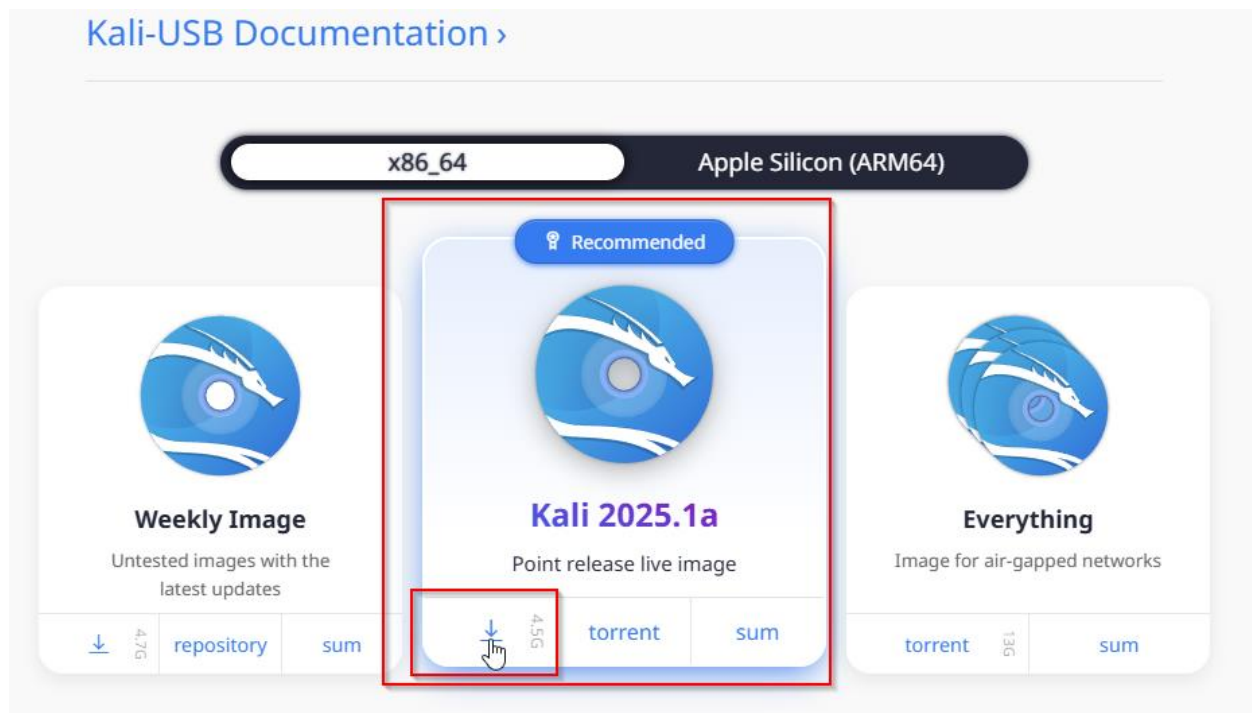 Kali-USB Documentation ›
x86_64
Apple Silicon (ARM64)
Recommended
Weekly Image
Untested images with the
latest updates
4.7G
repository
sum
Kali 2025.1a
Point release live image
4.5G
torrent
sum
Everything
Image for air-gapped networks
torrent
13G
sum